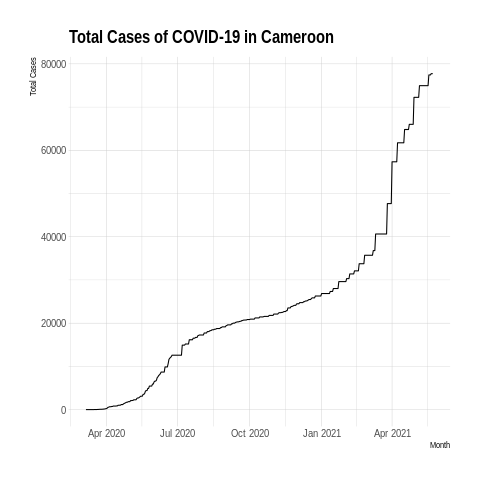 Total Cases of COVID-19 in Cameroon
Total Cases
80000
60000
40000
20000
0
Apr 2020 Jul 2020 Oct 2020 Jan 2021 Apr 2021
Month